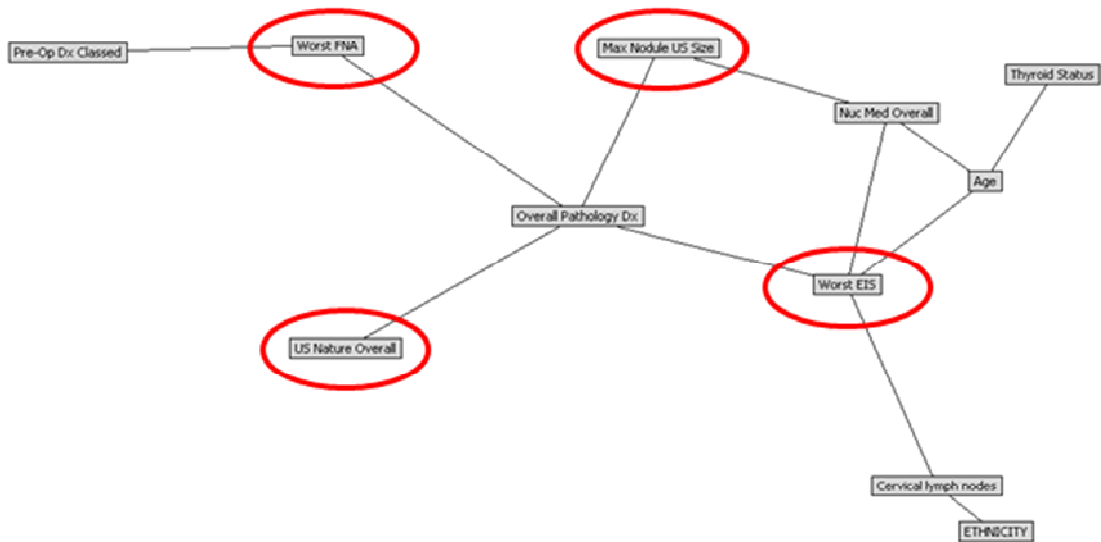 Pre-Op Dx Classed
Worst FNA
Max Nodule US Size
Thyroid Status
Nuc Med Overall
Age
Overall Pathology Dx
Worst EIS
US Nature Overall
Cervical lymph nodes
ETHNICITY